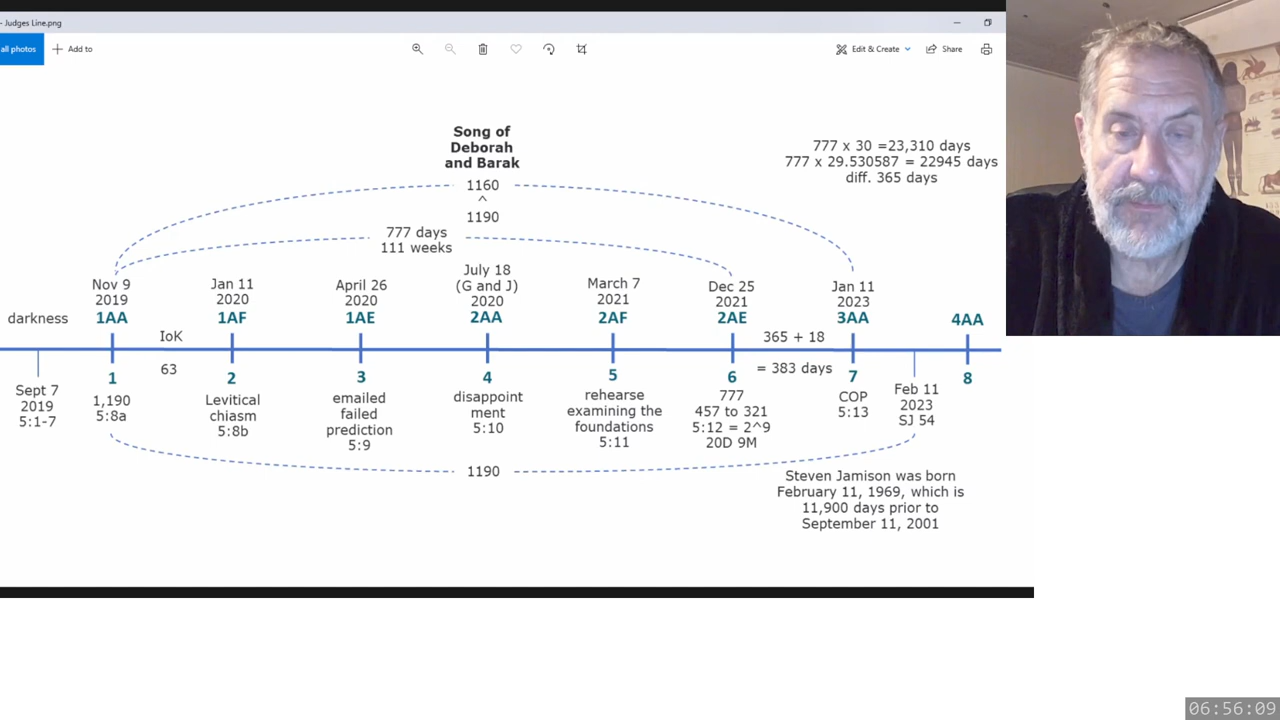 - Judges Line.png
all photos
Add to
Edit & Create
Share
Song of
Deborah
and Barak
777 x 30 =23,310 days
777 x 29.530587 = 22945 days
diff. 365 days
1160
^
1190
777 days
111 weeks
Nov 9
2019
1AA
Jan 11
2020
1AF
April 26
2020
1AE
July 18
(G and J)
2020
2AA
March 7
2021
2AF
Dec 25
2021
2AE
Jan 11
2023
3AA
4AA
darkness
IoK
63
365 + 18
= 383 days
Sept 7
2019
5:1-7
1
1,190
5:8a
2
Levitical
chiasm
5:8b
3
emailed
failed
prediction
5:9
4
disappoint
ment
5:10
5
rehearse
examining the
foundations
5:11
6
777
457 to 321
5:12 = 2^9
20D 9M
7
COP
5:13
Feb 11
2023
SJ 54
8
1190
Steven Jamison was born
February 11, 1969, which is
11,900 days prior to
September 11, 2001
06:56:09